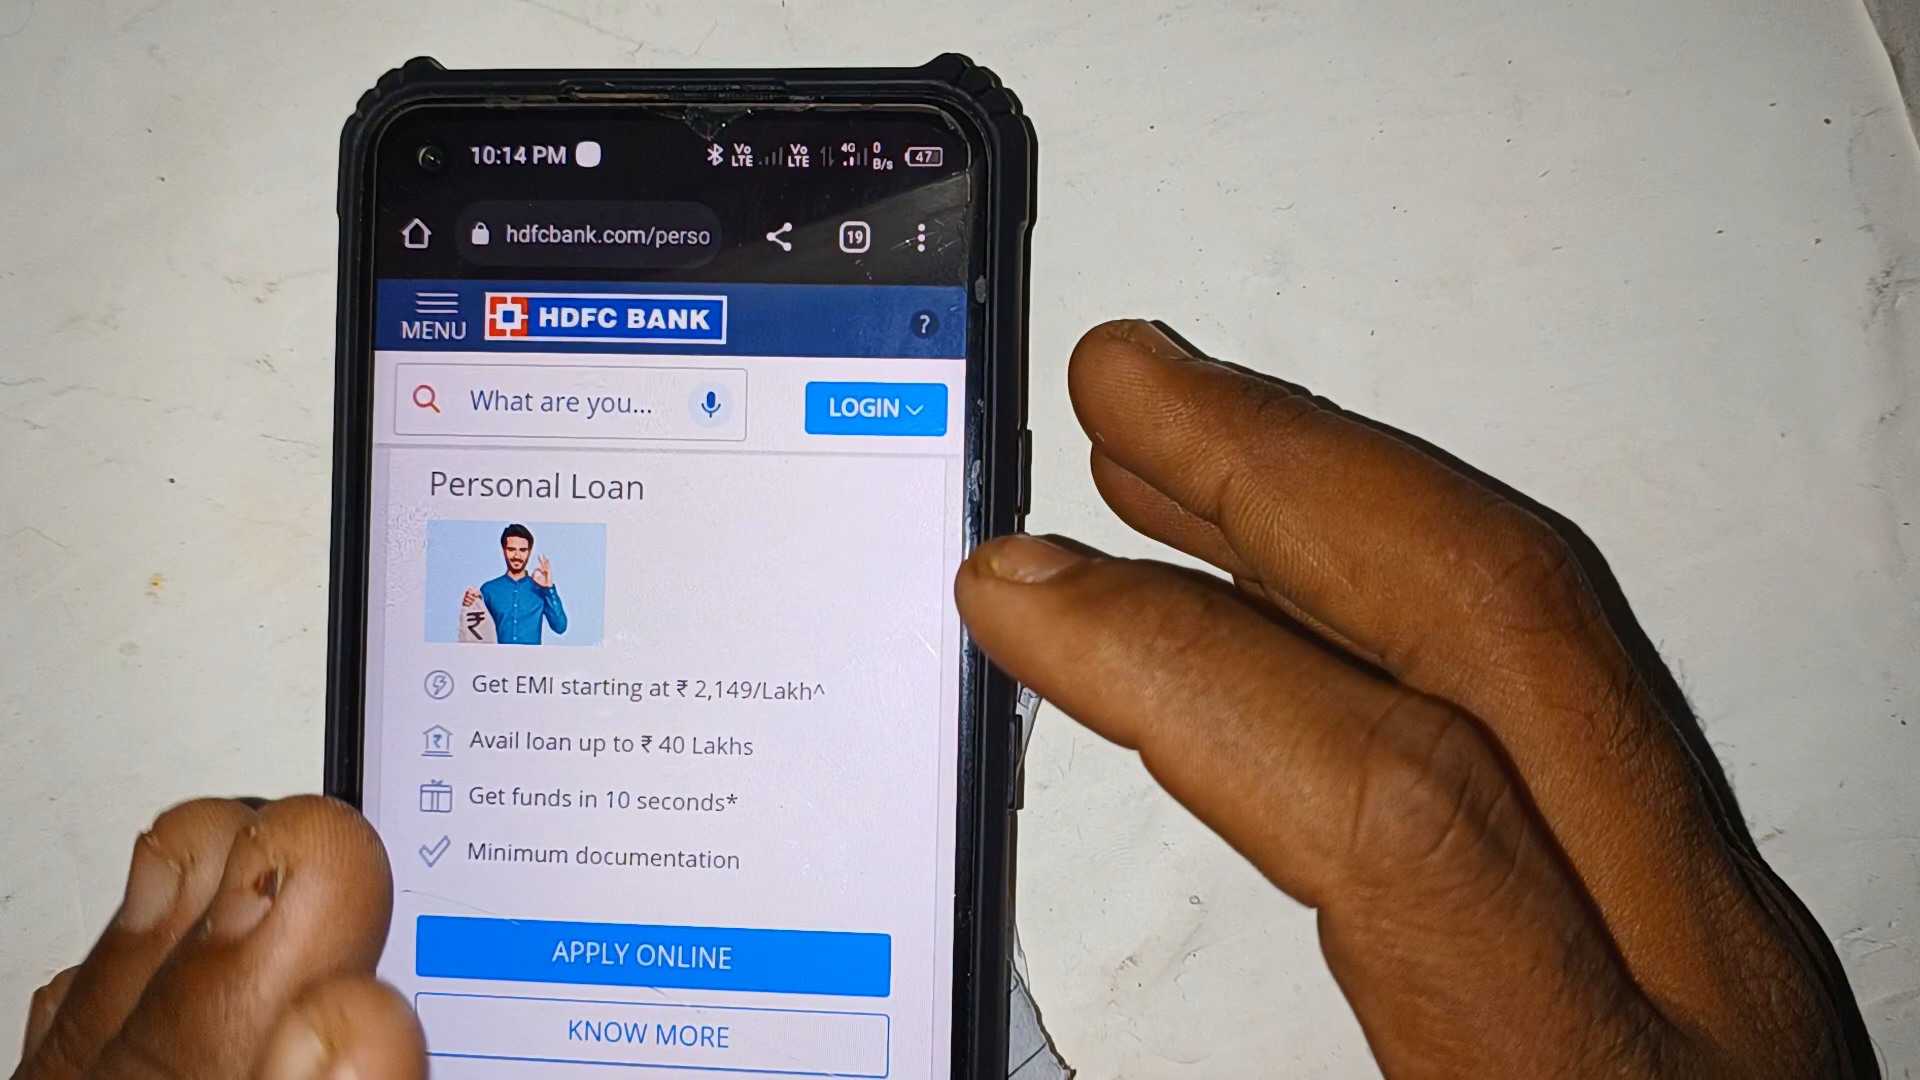 10:14 PM Vo LTE Vo LTE 4G 0 B/s 47
hdfcbank.com/perso 19
MENU HDFC BANK ?
What are you... LOGIN
Personal Loan
₹
Get EMI starting at ₹ 2,149/Lakh^
Avail loan up to ₹ 40 Lakhs
Get funds in 10 seconds*
Minimum documentation
APPLY ONLINE
KNOW MORE